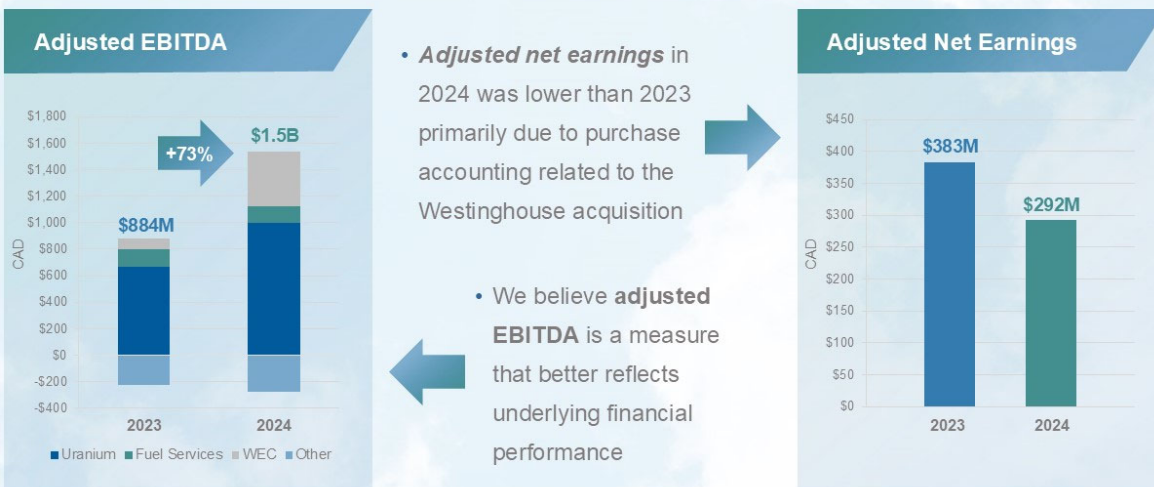 Adjusted EBITDA
$1,800
$1,600
$1,400
$1,200
$1,000
$800
$600
$400
$200
$0
-$200
-$400
CAD
$884M
+73%
$1.5B
2023
2024
Uranium
Fuel Services
WEC
Other
• Adjusted net earnings in
2024 was lower than 2023
primarily due to purchase
accounting related to the
Westinghouse acquisition
• We believe adjusted
EBITDA is a measure
that better reflects
underlying financial
performance
Adjusted Net Earnings
$450
$400
$350
$300
$250
$200
$150
$100
$50
$0
CAD
$383M
$292M
2023
2024